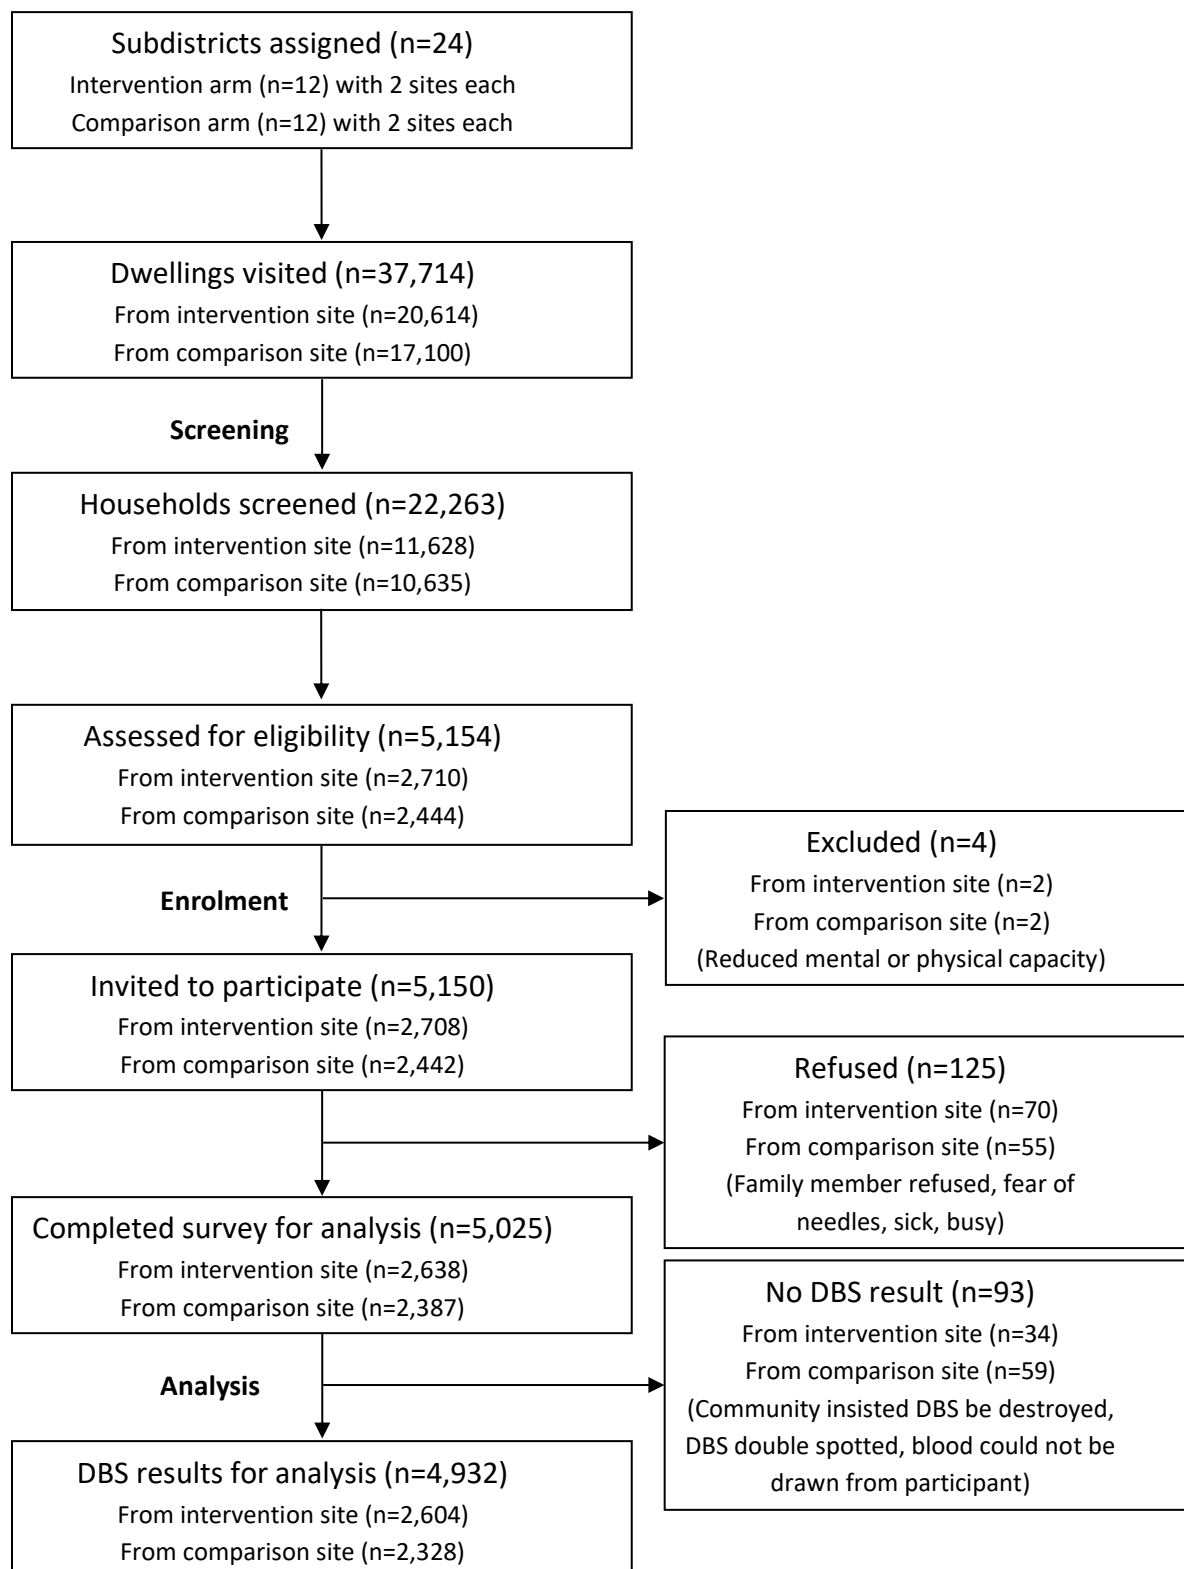 Subdistricts assigned (n=24)
Intervention arm (n=12) with 2 sites each
Comparison arm (n=12) with 2 sites each
Dwellings visited (n=37,714)
From intervention site (n=20,614)
From comparison site (n=17,100)
Screening
Households screened (n=22,263)
From intervention site (n=11,628)
From comparison site (n=10,635)
Assessed for eligibility (n=5,154)
From intervention site (n=2,710)
From comparison site (n=2,444)
Enrolment
Excluded (n=4)
From intervention site (n=2)
From comparison site (n=2)
(Reduced mental or physical capacity)
Invited to participate (n=5,150)
From intervention site (n=2,708)
From comparison site (n=2,442)
Refused (n=125)
From intervention site (n=70)
From comparison site (n=55)
(Family member refused, fear of
needles, sick, busy)
Completed survey for analysis (n=5,025)
From intervention site (n=2,638)
From comparison site (n=2,387)
Analysis
No DBS result (n=93)
From intervention site (n=34)
From comparison site (n=59)
(Community insisted DBS be destroyed,
DBS double spotted, blood could not be
drawn from participant)
DBS results for analysis (n=4,932)
From intervention site (n=2,604)
From comparison site (n=2,328)